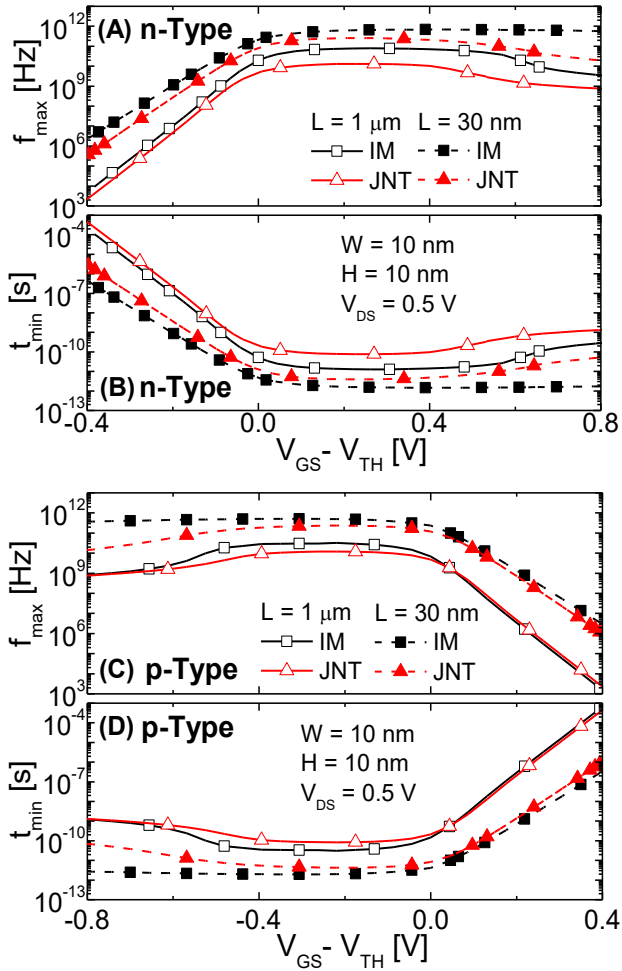 (A) n-Type
f_max [Hz]
10^12
10^9
10^6
10^3
L = 1 μm L = 30 nm
IM IM
JNT JNT
(B) n-Type
t_min [s]
10^-4
10^-7
10^-10
10^-13
W = 10 nm
H = 10 nm
V_DS = 0.5 V
-0.4 0.0 0.4 0.8
V_GS - V_TH [V]
f_max [Hz]
10^12
10^9
10^6
10^3
L = 1 μm L = 30 nm
IM IM
JNT JNT
(C) p-Type
(D) p-Type
t_min [s]
10^-4
10^-7
10^-10
10^-13
W = 10 nm
H = 10 nm
V_DS = 0.5 V
-0.8 -0.4 0.0 0.4
V_GS - V_TH [V]